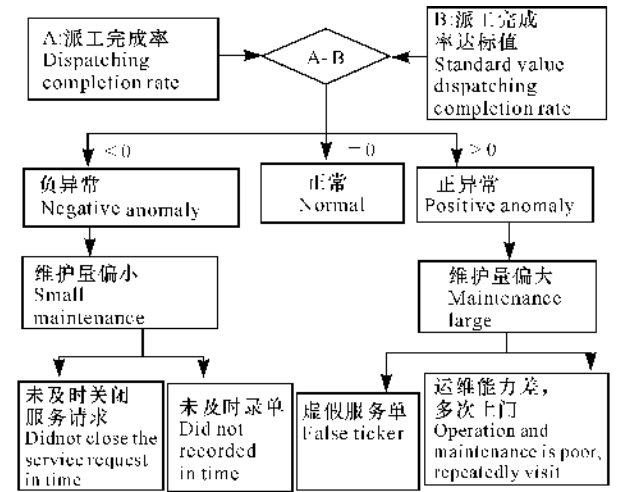 A:派工完成率
Dispatching
completion rate
A-B
B:派工完成
率达标值
Standard value
dispatching
completion rate
<0
=0
>0
负异常
Negative anomaly
正常
Normal
正异常
Positive anomaly
维护量偏小
Small
maintenance
维护量偏大
Maintenance
large
未及时关闭
服务请求
Didnot close the
service request
in time
未及时录单
Did not
recorded
in time
虚假服务单
False ticker
运维能力差，
多次上门
Operation and
maintenance is poor,
repeatedly visit